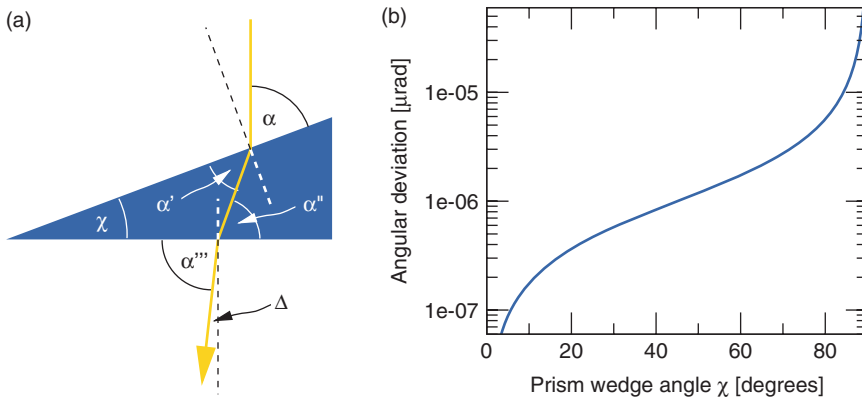 (a)
α
α'
α"
χ
α'''
Δ
(b)
Angular deviation [μrad]
1e-05
1e-06
1e-07
0 20 40 60 80
Prism wedge angle χ [degrees]